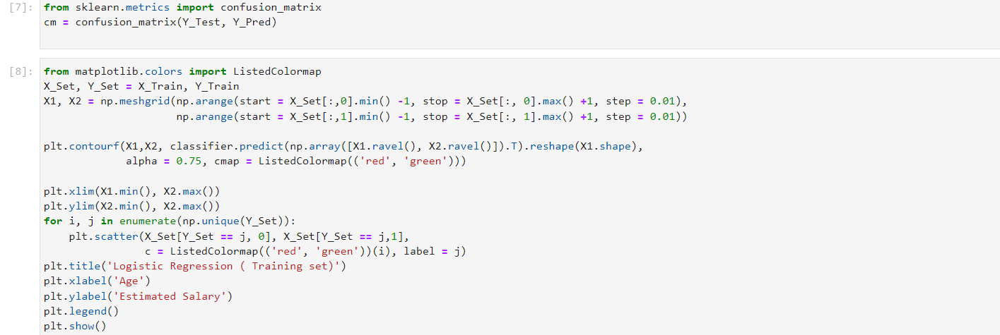 [7]: from sklearn.metrics import confusion_matrix
cm = confusion_matrix(Y_Test, Y_Pred)
[8]: from matplotlib.colors import ListedColormap
X_Set, Y_Set = X_Train, Y_Train
X1, X2 = np.meshgrid(np.arange(start = X_Set[:,0].min() -1, stop = X_Set[:, 0].max() +1, step = 0.01),
                     np.arange(start = X_Set[:,1].min() -1, stop = X_Set[:, 1].max() +1, step = 0.01))
plt.contourf(X1,X2, classifier.predict(np.array([X1.ravel(), X2.ravel()]).T).reshape(X1.shape),
             alpha = 0.75, cmap = ListedColormap(('red', 'green')))
plt.xlim(X1.min(), X2.max())
plt.ylim(X2.min(), X2.max())
for i, j in enumerate(np.unique(Y_Set)):
    plt.scatter(X_Set[Y_Set == j, 0], X_Set[Y_Set == j,1],
                c = ListedColormap(('red', 'green'))(i), label = j)
plt.title('Logistic Regression ( Training set)')
plt.xlabel('Age')
plt.ylabel('Estimated Salary')
plt.legend()
plt.show()